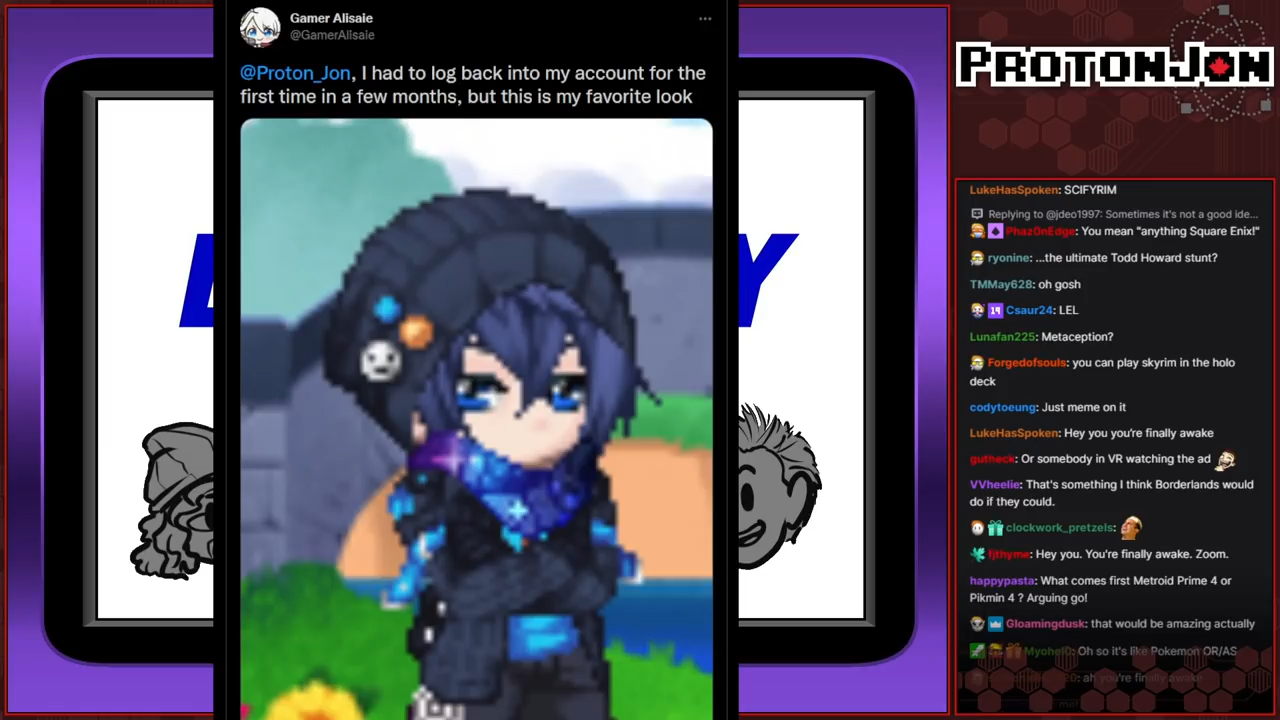 Gamer Alisaie
@GamerAlisaie
@Proton_Jon, I had to log back into my account for the
first time in a few months, but this is my favorite look
PROTONJON
LukeHasSpoken: SCIFYRIM
Replying to @jdeo1997: Sometimes it's not a good ide...
Phaz0nEdge: You mean "anything Square Enix!"
ryonine: ...the ultimate Todd Howard stunt?
TMMay628: oh gosh
Csaur24: LEL
Lunafan225: Metaception?
Forgedofsouls: you can play skyrim in the holo
deck
codytoeung: Just meme on it
LukeHasSpoken: Hey you you're finally awake
gutheck: Or somebody in VR watching the ad
VVheelie: That's something I think Borderlands would
do if they could.
clockwork_pretzels:
fjthyme: Hey you. You're finally awake. Zoom.
happypasta: What comes first Metroid Prime 4 or
Pikmin 4 ? Arguing go!
Gloamingdusk: that would be amazing actually
Oh so it's like Pokemon OR/AS
ah you're finally awake